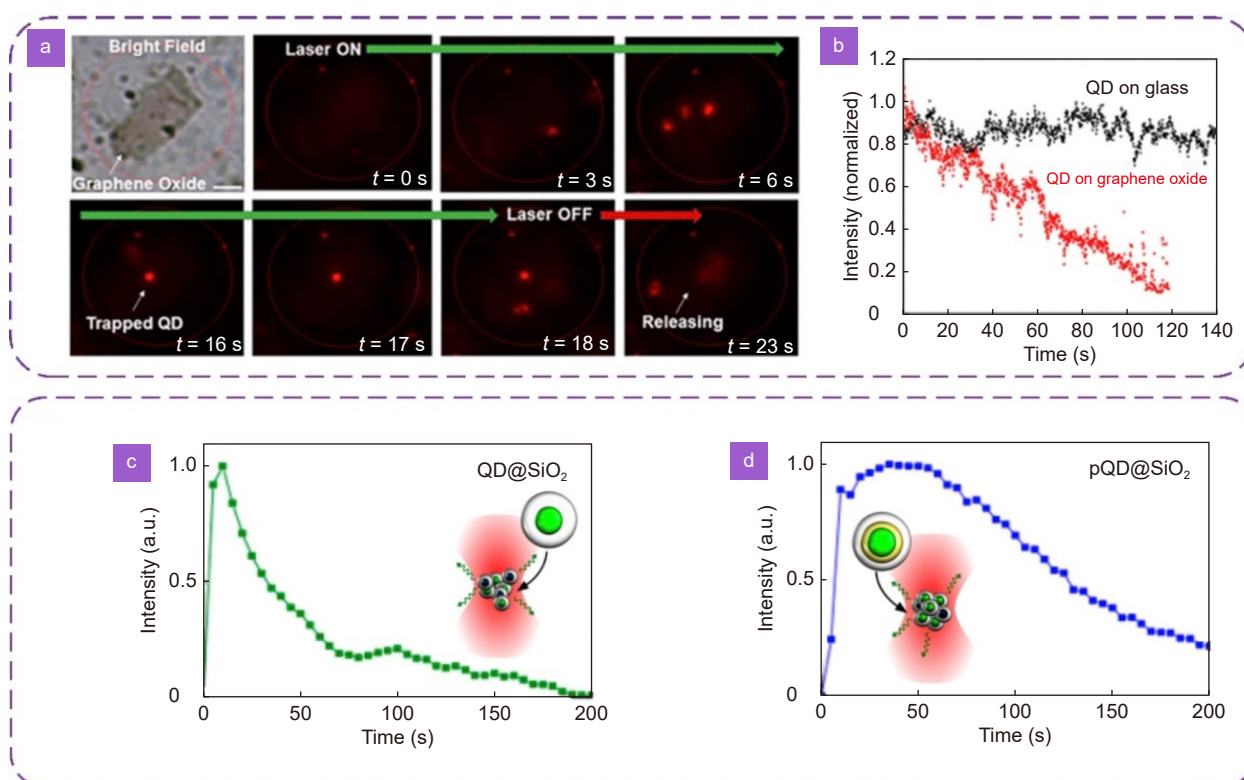 a
Bright Field
Graphene Oxide
Laser ON
t = 0 s
t = 3 s
t = 6 s
Laser OFF
Trapped QD
t = 16 s
t = 17 s
t = 18 s
Releasing
t = 23 s
b
1.2
1.0
0.8
0.6
0.4
0.2
0
Intensity (normalized)
QD on glass
QD on graphene oxide
0 20 40 60 80 100 120 140
Time (s)
c
1.0
0.5
0
Intensity (a.u.)
QD@SiO₂
0 50 100 150 200
Time (s)
d
1.0
0.5
0
Intensity (a.u.)
pQD@SiO₂
0 50 100 150 200
Time (s)